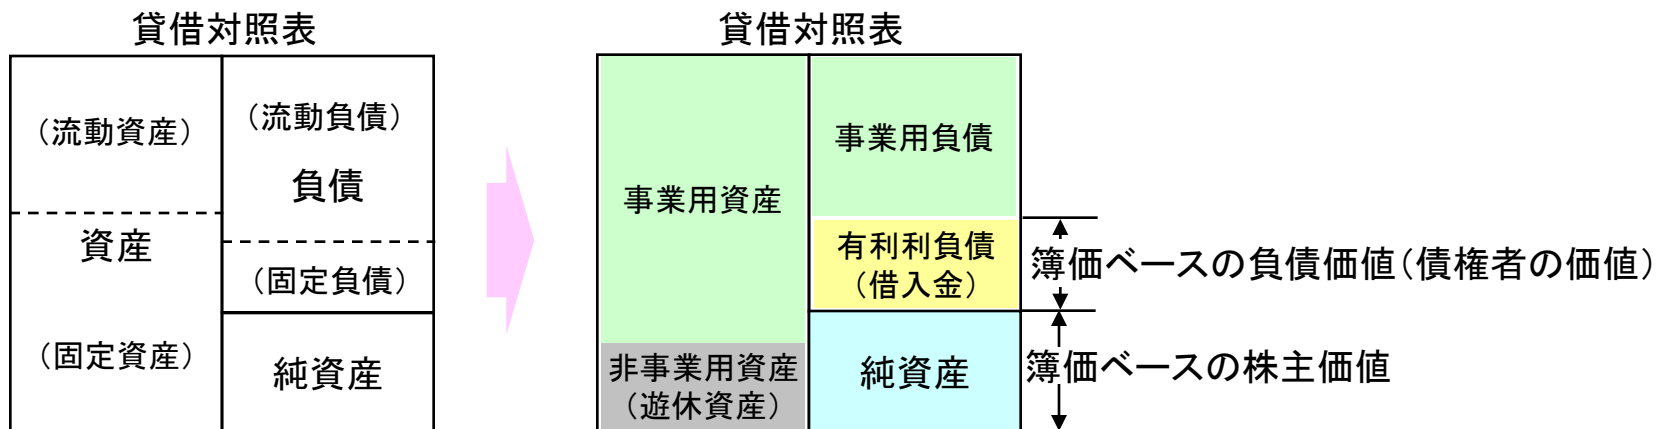 貸借対照表
(流動資産)
資産
(固定資産)
(流動負債)
負債
(固定負債)
純資産
貸借対照表
事業用資産
非事業用資産
(遊休資産)
事業用負債
有利利負債
(借入金)
純資産
簿価ベースの負債価値(債権者の価値)
簿価ベースの株主価値